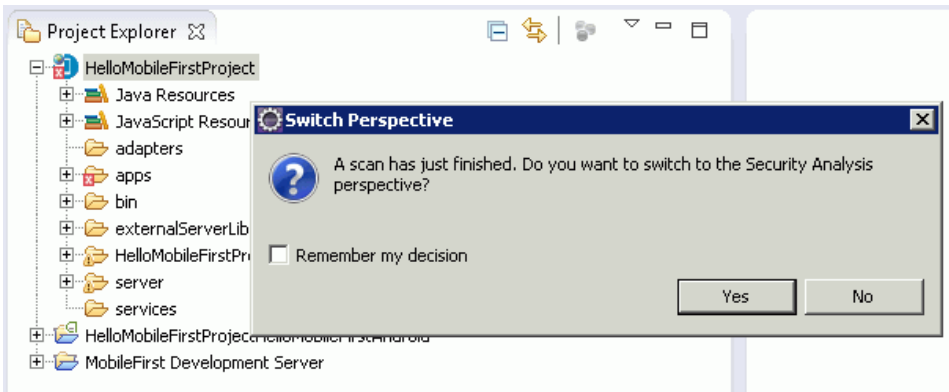 Project Explorer
HelloMobileFirstProject
Java Resources
JavaScript Resour
adapters
apps
bin
externalServerLib
HelloMobileFirstPr
server
services
MobileFirst Development Server
Switch Perspective
A scan has just finished. Do you want to switch to the Security Analysis
perspective?
Remember my decision
Yes No